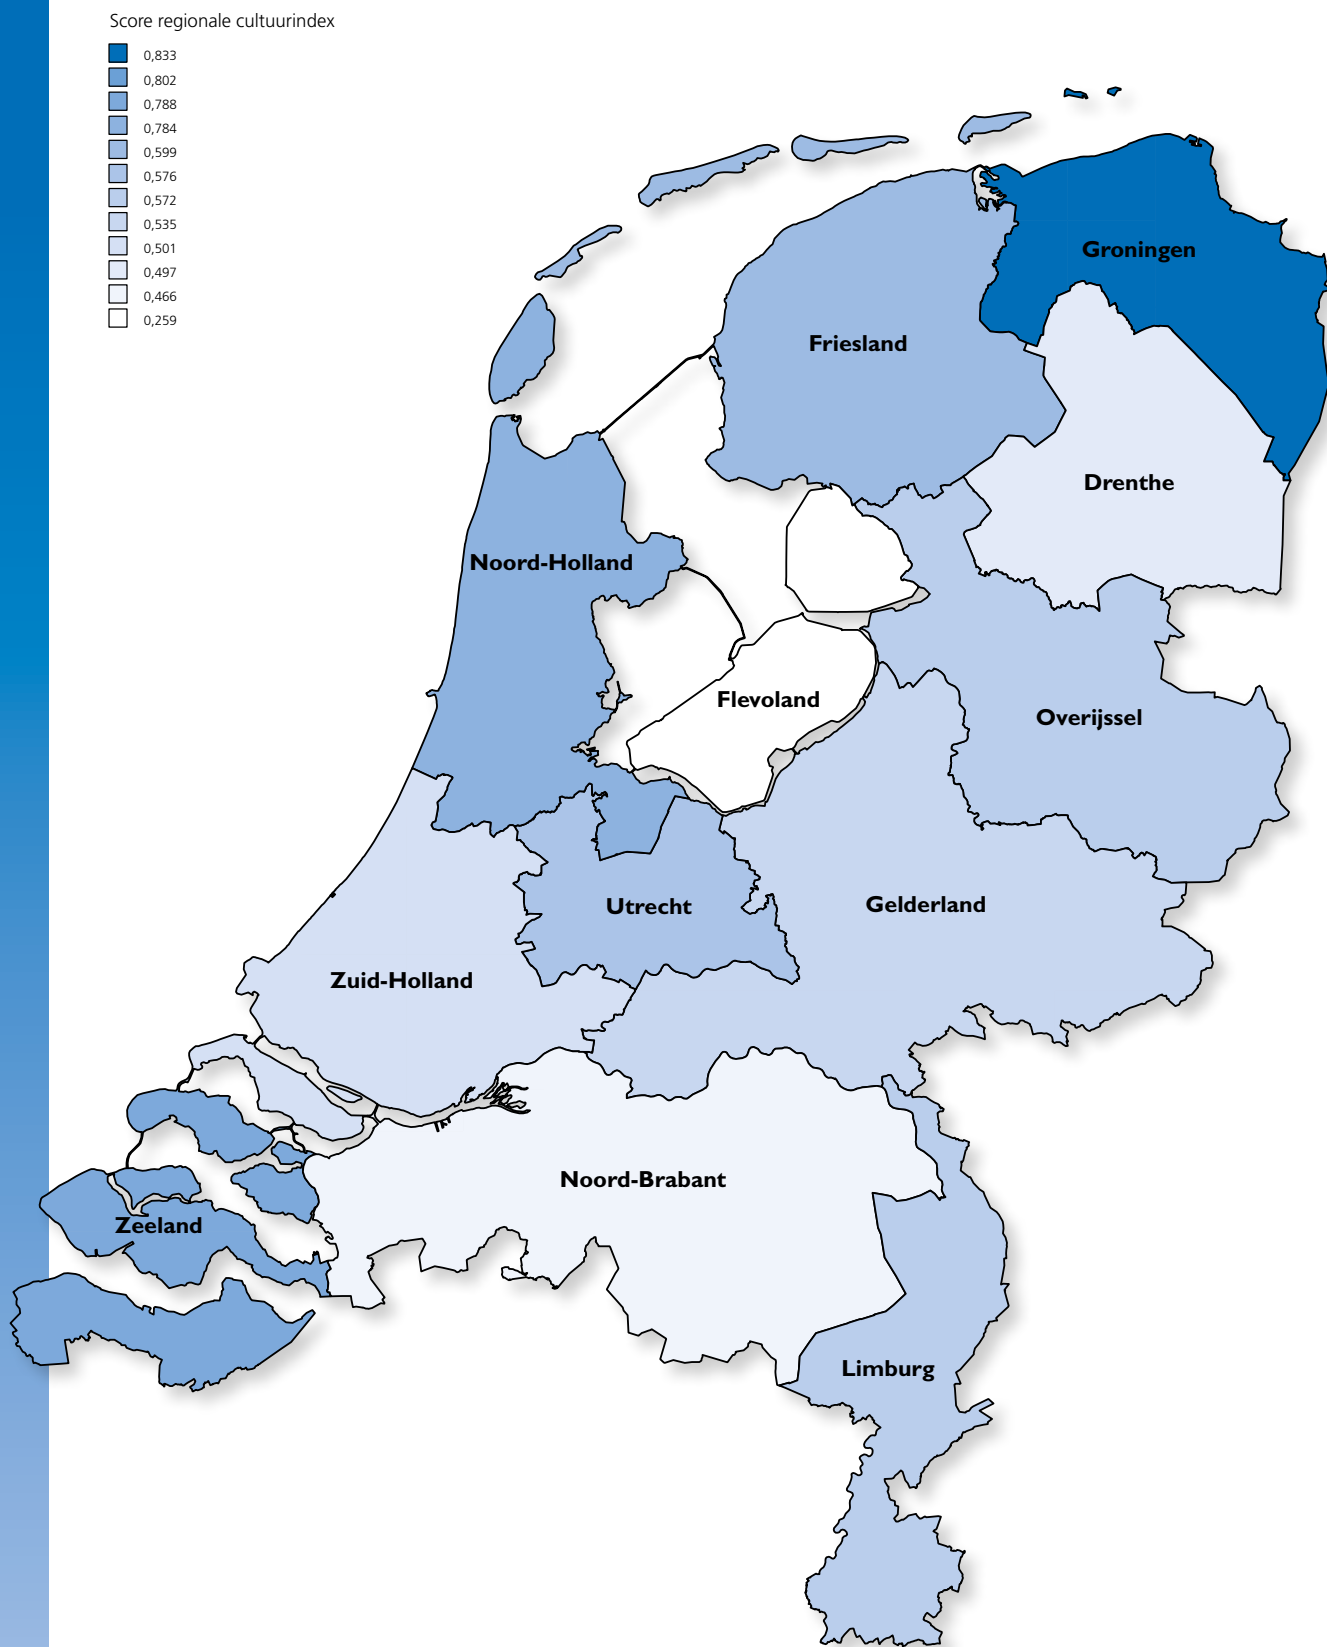 Score regionale cultuurindex
0,833
0,802
0,788
0,784
0,599
0,576
0,572
0,535
0,501
0,497
0,466
0,259
Groningen
Friesland
Drenthe
Noord-Holland
Flevoland
Overijssel
Utrecht
Gelderland
Zuid-Holland
Noord-Brabant
Zeeland
Limburg